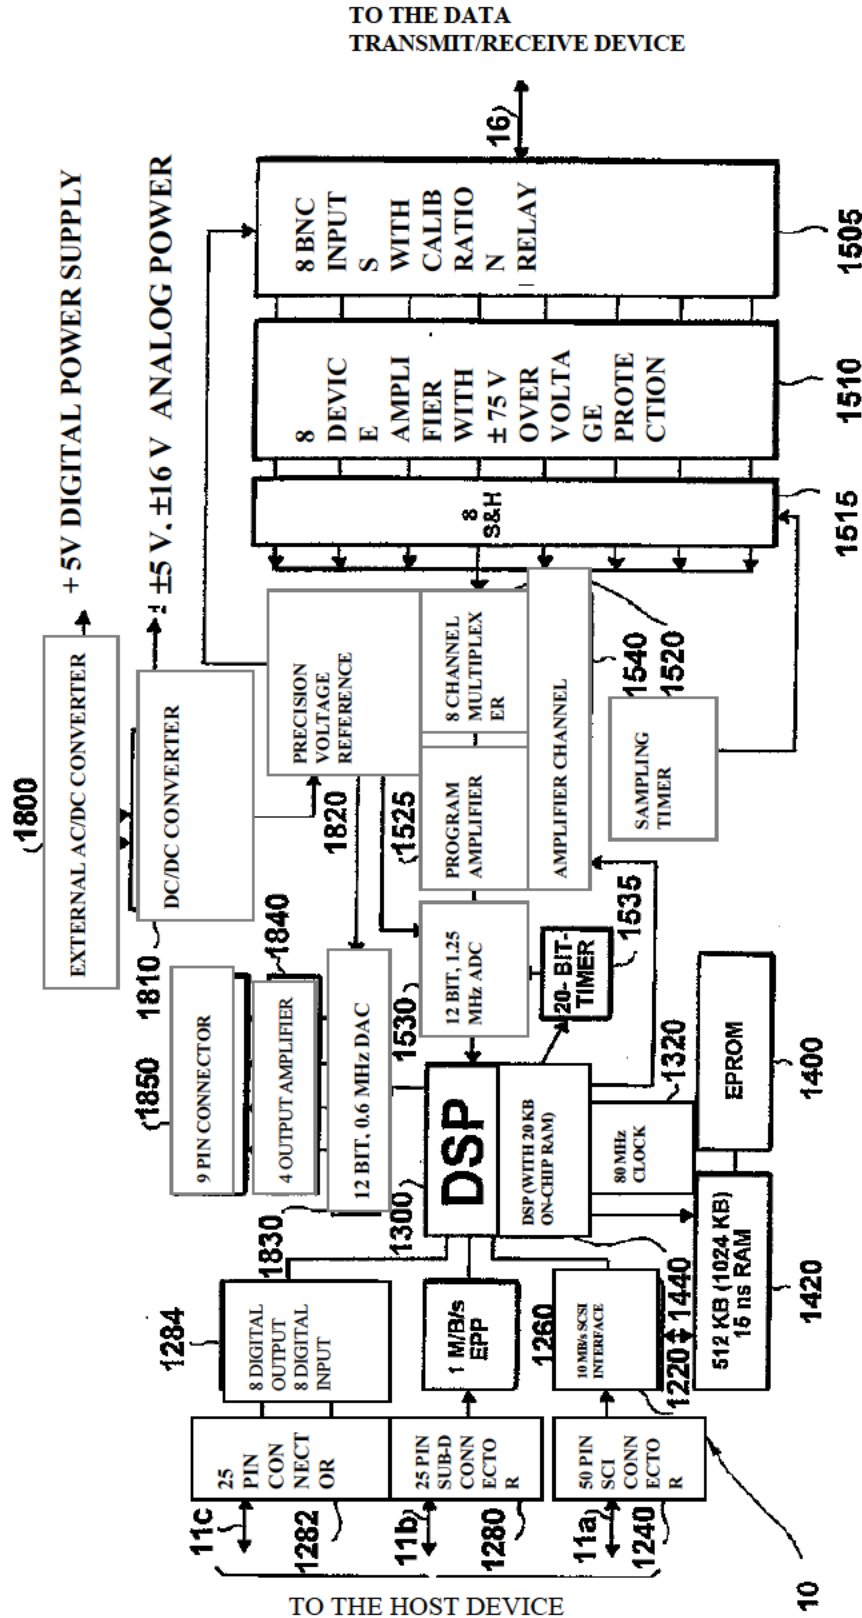 TO THE DATA
TRANSMIT/RECEIVE DEVICE
16
8 BNC
INPUT
S
WITH
CALIB
RATIO
N
RELAY
1505
8
DEVIC
E
AMPLI
FIER
WITH
± 75 V
OVER
VOLTA
GE
PROTE
CTION
1510
8
S&H
1515
+ 5V DIGITAL POWER SUPPLY
±5 V. ±16 V ANALOG POWER
EXTERNAL AC/DC CONVERTER
1800
DC/DC CONVERTER
1810
PRECISION
VOLTAGE
REFERENCE
1820
8 CHANNEL
MULTIPLEX
ER
PROGRAM
AMPLIFIER
1525
AMPLIFIER CHANNEL
1540
1520
SAMPLING
TIMER
12 BIT, 1.25
MHz ADC
1530
20- BIT-
TIMER
1535
9 PIN CONNECTOR
1850
4 OUTPUT AMPLIFIER
1840
12 BIT, 0.6 MHz DAC
1830
DSP
DSP (WITH 20 KB
ON-CHIP RAM)
1300
80 MHz
CLOCK
1320
EPROM
1400
512 KB (1024 KB)
15 ns RAM
1420
1440
8 DIGITAL
OUTPUT
8 DIGITAL
INPUT
1284
1 M/B/s
EPP
1260
10 MB/s SCSI
INTERFACE
1220
25
PIN
CON
NECT
OR
11c
1282
25 PIN
SUB-D
CONN
ECTO
R
11b
1280
50 PIN
SCI
CONN
ECTO
R
11a
1240
10
TO THE HOST DEVICE